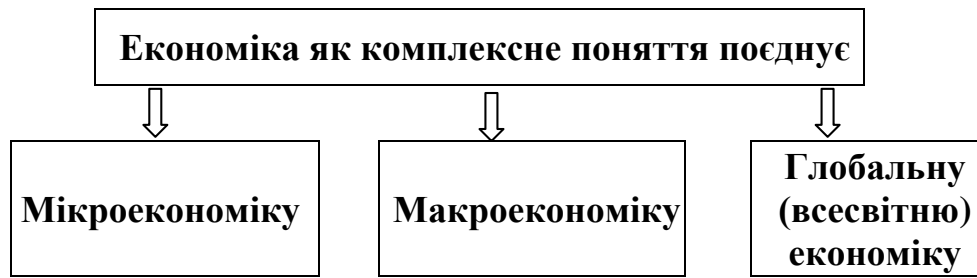 Економіка як комплексне поняття поєднує
Мікроекономіку
Макроекономіку
Глобальну
(всесвітню)
економіку